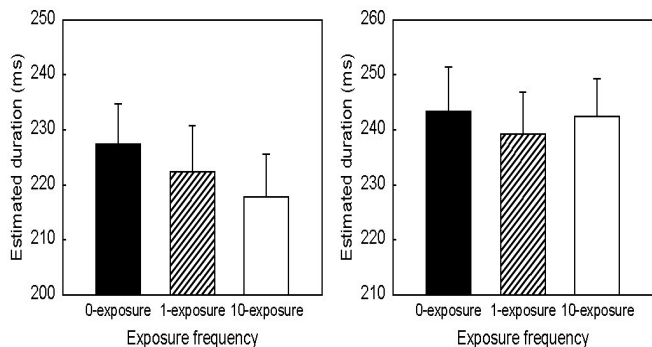 250
240
230
220
210
200
Estimated duration (ms)
0-exposure 1-exposure 10-exposure
Exposure frequency
260
250
240
230
220
210
Estimated duration (ms)
0-exposure 1-exposure 10-exposure
Exposure frequency